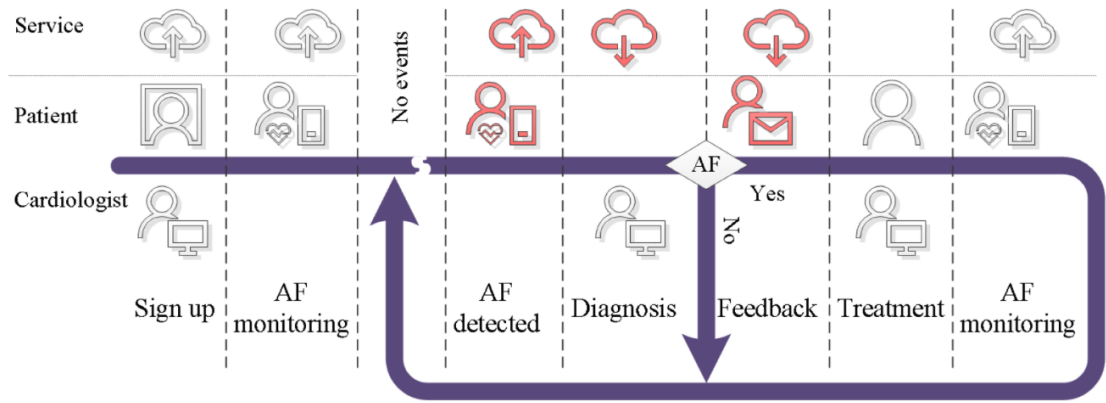 Service
Patient
Cardiologist
No events
AF
Yes
No
Sign up
AF
monitoring
AF
detected
Diagnosis
Feedback
Treatment
AF
monitoring